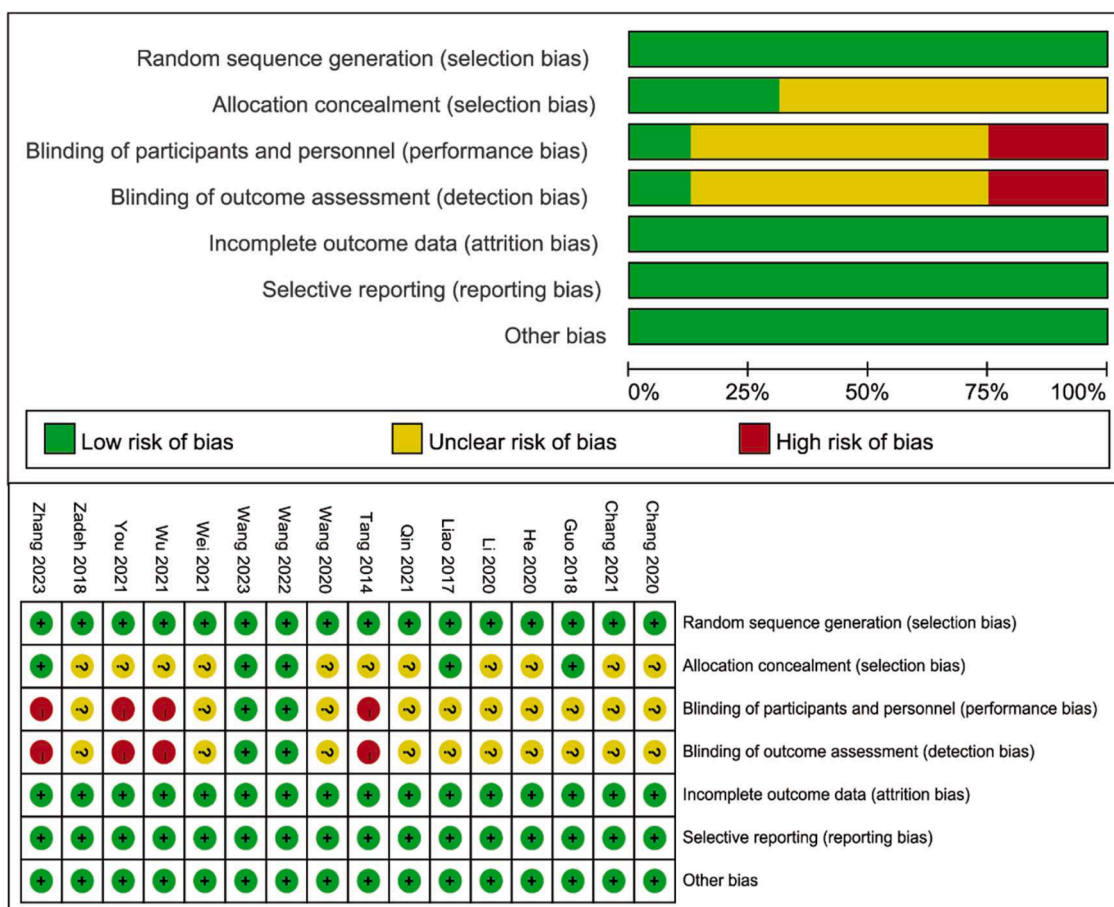 Random sequence generation (selection bias)
Allocation concealment (selection bias)
Blinding of participants and personnel (performance bias)
Blinding of outcome assessment (detection bias)
Incomplete outcome data (attrition bias)
Selective reporting (reporting bias)
Other bias
0% 25% 50% 75% 100%
Low risk of bias Unclear risk of bias High risk of bias
Zhang 2023
Zadeh 2018
You 2021
Wu 2021
Wei 2021
Wang 2023
Wang 2022
Wang 2020
Tang 2014
Qin 2021
Liao 2017
Li 2020
He 2020
Guo 2018
Chang 2021
Chang 2020
+ + + + + + + + + + + + + + + + Random sequence generation (selection bias)
+ ? ? ? ? + + ? ? ? + ? ? + ? ? Allocation concealment (selection bias)
- ? - - ? + + ? - ? ? ? ? ? ? ? Blinding of participants and personnel (performance bias)
- ? - - ? + + ? - ? ? ? ? ? ? ? Blinding of outcome assessment (detection bias)
+ + + + + + + + + + + + + + + + Incomplete outcome data (attrition bias)
+ + + + + + + + + + + + + + + + Selective reporting (reporting bias)
+ + + + + + + + + + + + + + + + Other bias